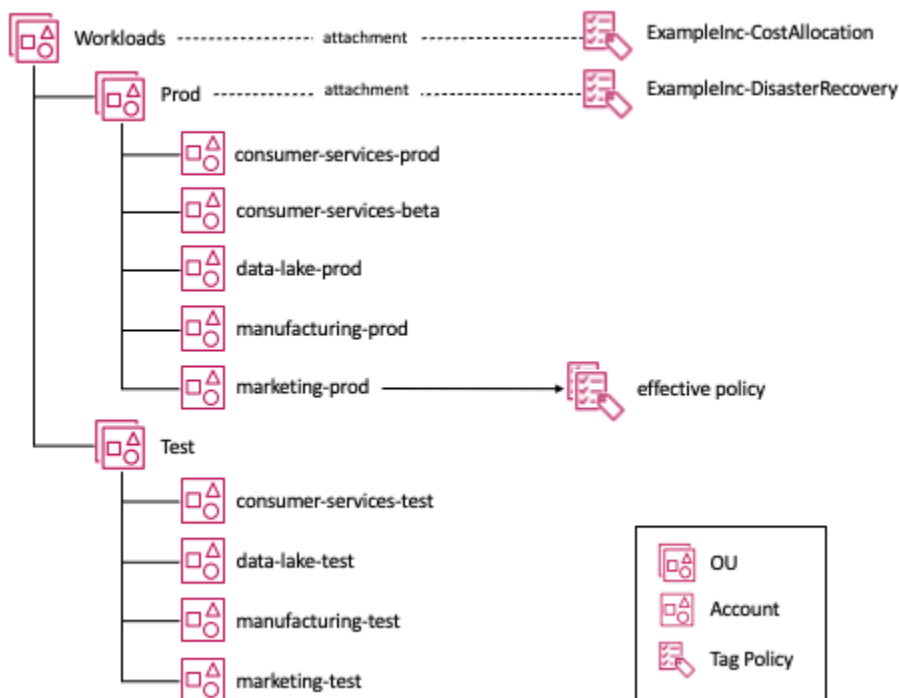 Workloads attachment ExampleInc-CostAllocation
Prod attachment ExampleInc-DisasterRecovery
consumer-services-prod
consumer-services-beta
data-lake-prod
manufacturing-prod
marketing-prod effective policy
Test
consumer-services-test
data-lake-test
manufacturing-test
marketing-test
OU
Account
Tag Policy